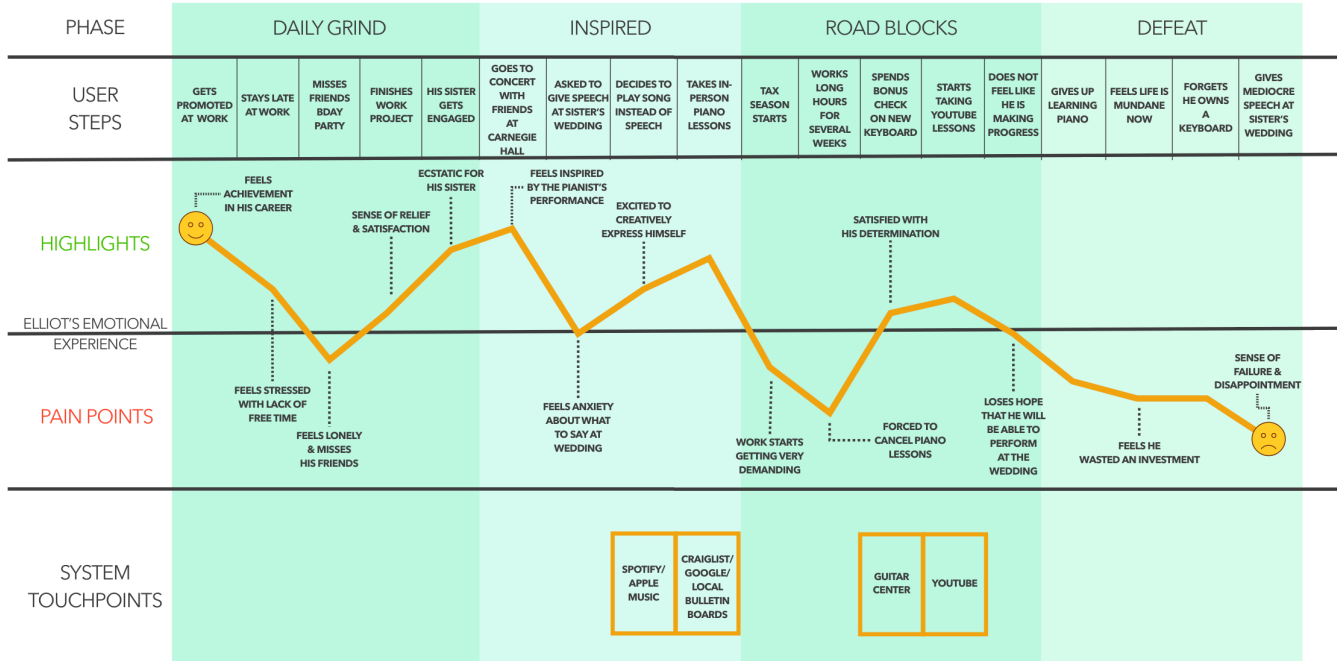 PHASE
DAILY GRIND
INSPIRED
ROAD BLOCKS
DEFEAT
USER
STEPS
GETS
PROMOTED
AT WORK
STAYS LATE
AT WORK
MISSES
FRIENDS
BDAY
PARTY
FINISHES
WORK
PROJECT
HIS SISTER
GETS
ENGAGED
GOES TO
CONCERT
WITH
FRIENDS
AT
CARNEGIE
HALL
ASKED TO
GIVE SPEECH
AT SISTER'S
WEDDING
DECIDES TO
PLAY SONG
INSTEAD OF
SPEECH
TAKES IN-
PERSON
PIANO
LESSONS
TAX
SEASON
STARTS
WORKS
LONG
HOURS
FOR
SEVERAL
WEEKS
SPENDS
BONUS
CHECK
ON NEW
KEYBOARD
STARTS
TAKING
YOUTUBE
LESSONS
DOES NOT
FEEL LIKE
HE IS
MAKING
PROGRESS
GIVES UP
LEARNING
PIANO
FEELS LIFE IS
MUNDANE
NOW
FORGETS
HE OWNS
A
KEYBOARD
GIVES
MEDIOCRE
SPEECH AT
SISTER'S
WEDDING
HIGHLIGHTS
FEELS
ACHIEVEMENT
IN HIS CAREER
SENSE OF RELIEF
& SATISFACTION
ECSTATIC FOR
HIS SISTER
FEELS INSPIRED
BY THE PIANIST'S
PERFORMANCE
EXCITED TO
CREATIVELY
EXPRESS HIMSELF
SATISFIED WITH
HIS DETERMINATION
ELLIOT'S EMOTIONAL
EXPERIENCE
PAIN POINTS
FEELS STRESSED
WITH LACK OF
FREE TIME
FEELS LONELY
& MISSES
HIS FRIENDS
FEELS ANXIETY
ABOUT WHAT
TO SAY AT
WEDDING
WORK STARTS
GETTING VERY
DEMANDING
FORCED TO
CANCEL PIANO
LESSONS
LOSES HOPE
THAT HE WILL
BE ABLE TO
PERFORM
AT THE
WEDDING
FEELS HE
WASTED AN INVESTMENT
SENSE OF
FAILURE &
DISAPPOINTMENT
SYSTEM
TOUCHPOINTS
SPOTIFY/
APPLE
MUSIC
CRAIGLIST/
GOOGLE/
LOCAL
BULLETIN
BOARDS
GUITAR
CENTER
YOUTUBE